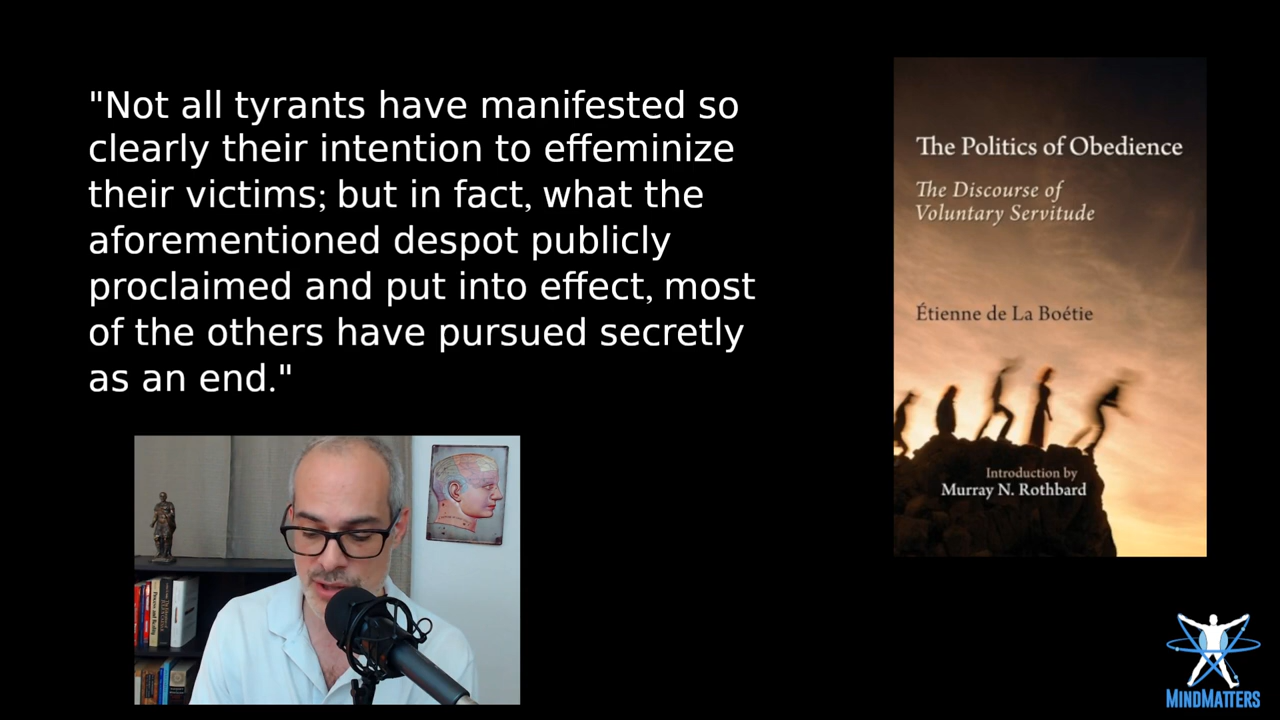 "Not all tyrants have manifested so
clearly their intention to effeminize
their victims; but in fact, what the
aforementioned despot publicly
proclaimed and put into effect, most
of the others have pursued secretly
as an end."
The Politics of Obedience
The Discourse of
Voluntary Servitude
Étienne de La Boétie
Introduction by
Murray N. Rothbard
MINDMATTERS